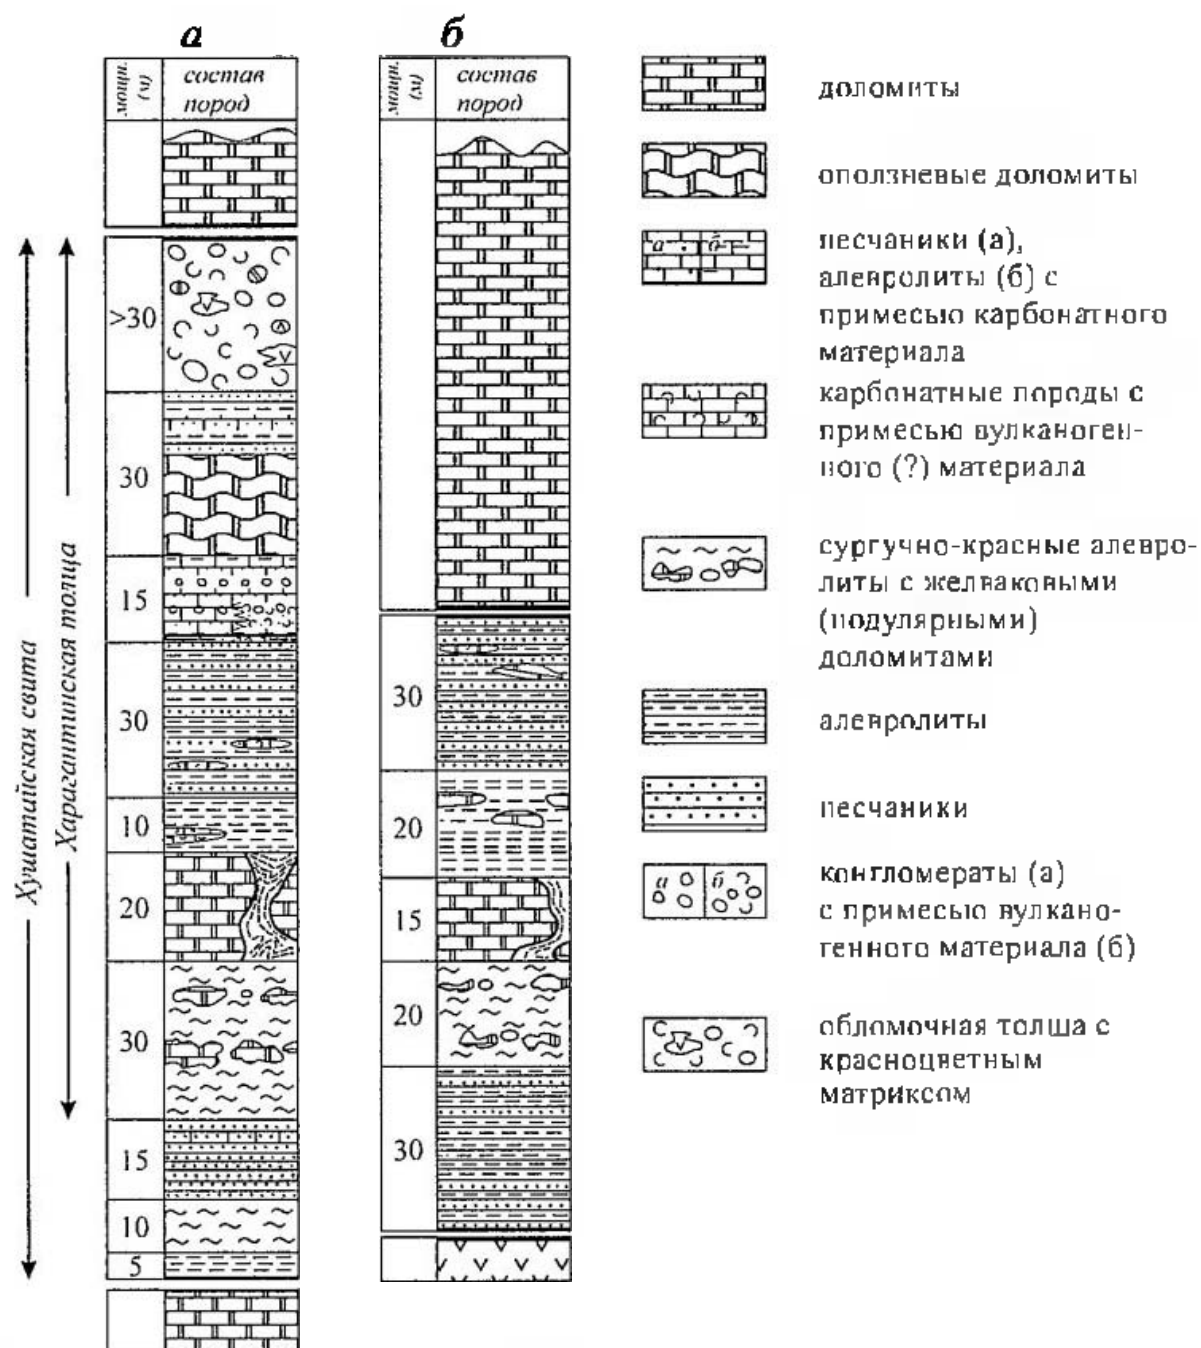 а
мощн. (м)
состав
пород
>30
30
15
30
10
20
30
15
10
5
Хушатайская свита
Харагантинская толща
б
мощн. (м)
состав
пород
30
20
15
20
30
доломиты
оползневые доломиты
а б
песчаники (а),
алевролиты (б) с
примесью карбонатного
материала
карбонатные породы с
примесью вулканоген-
ного (?) материала
сургучно-красные алевро-
литы с желваковыми
(нодулярными)
доломитами
алевролиты
песчаники
а б
конгломераты (а)
с примесью вулкано-
генного материала (б)
обломочная толща с
красноцветным
матриксом